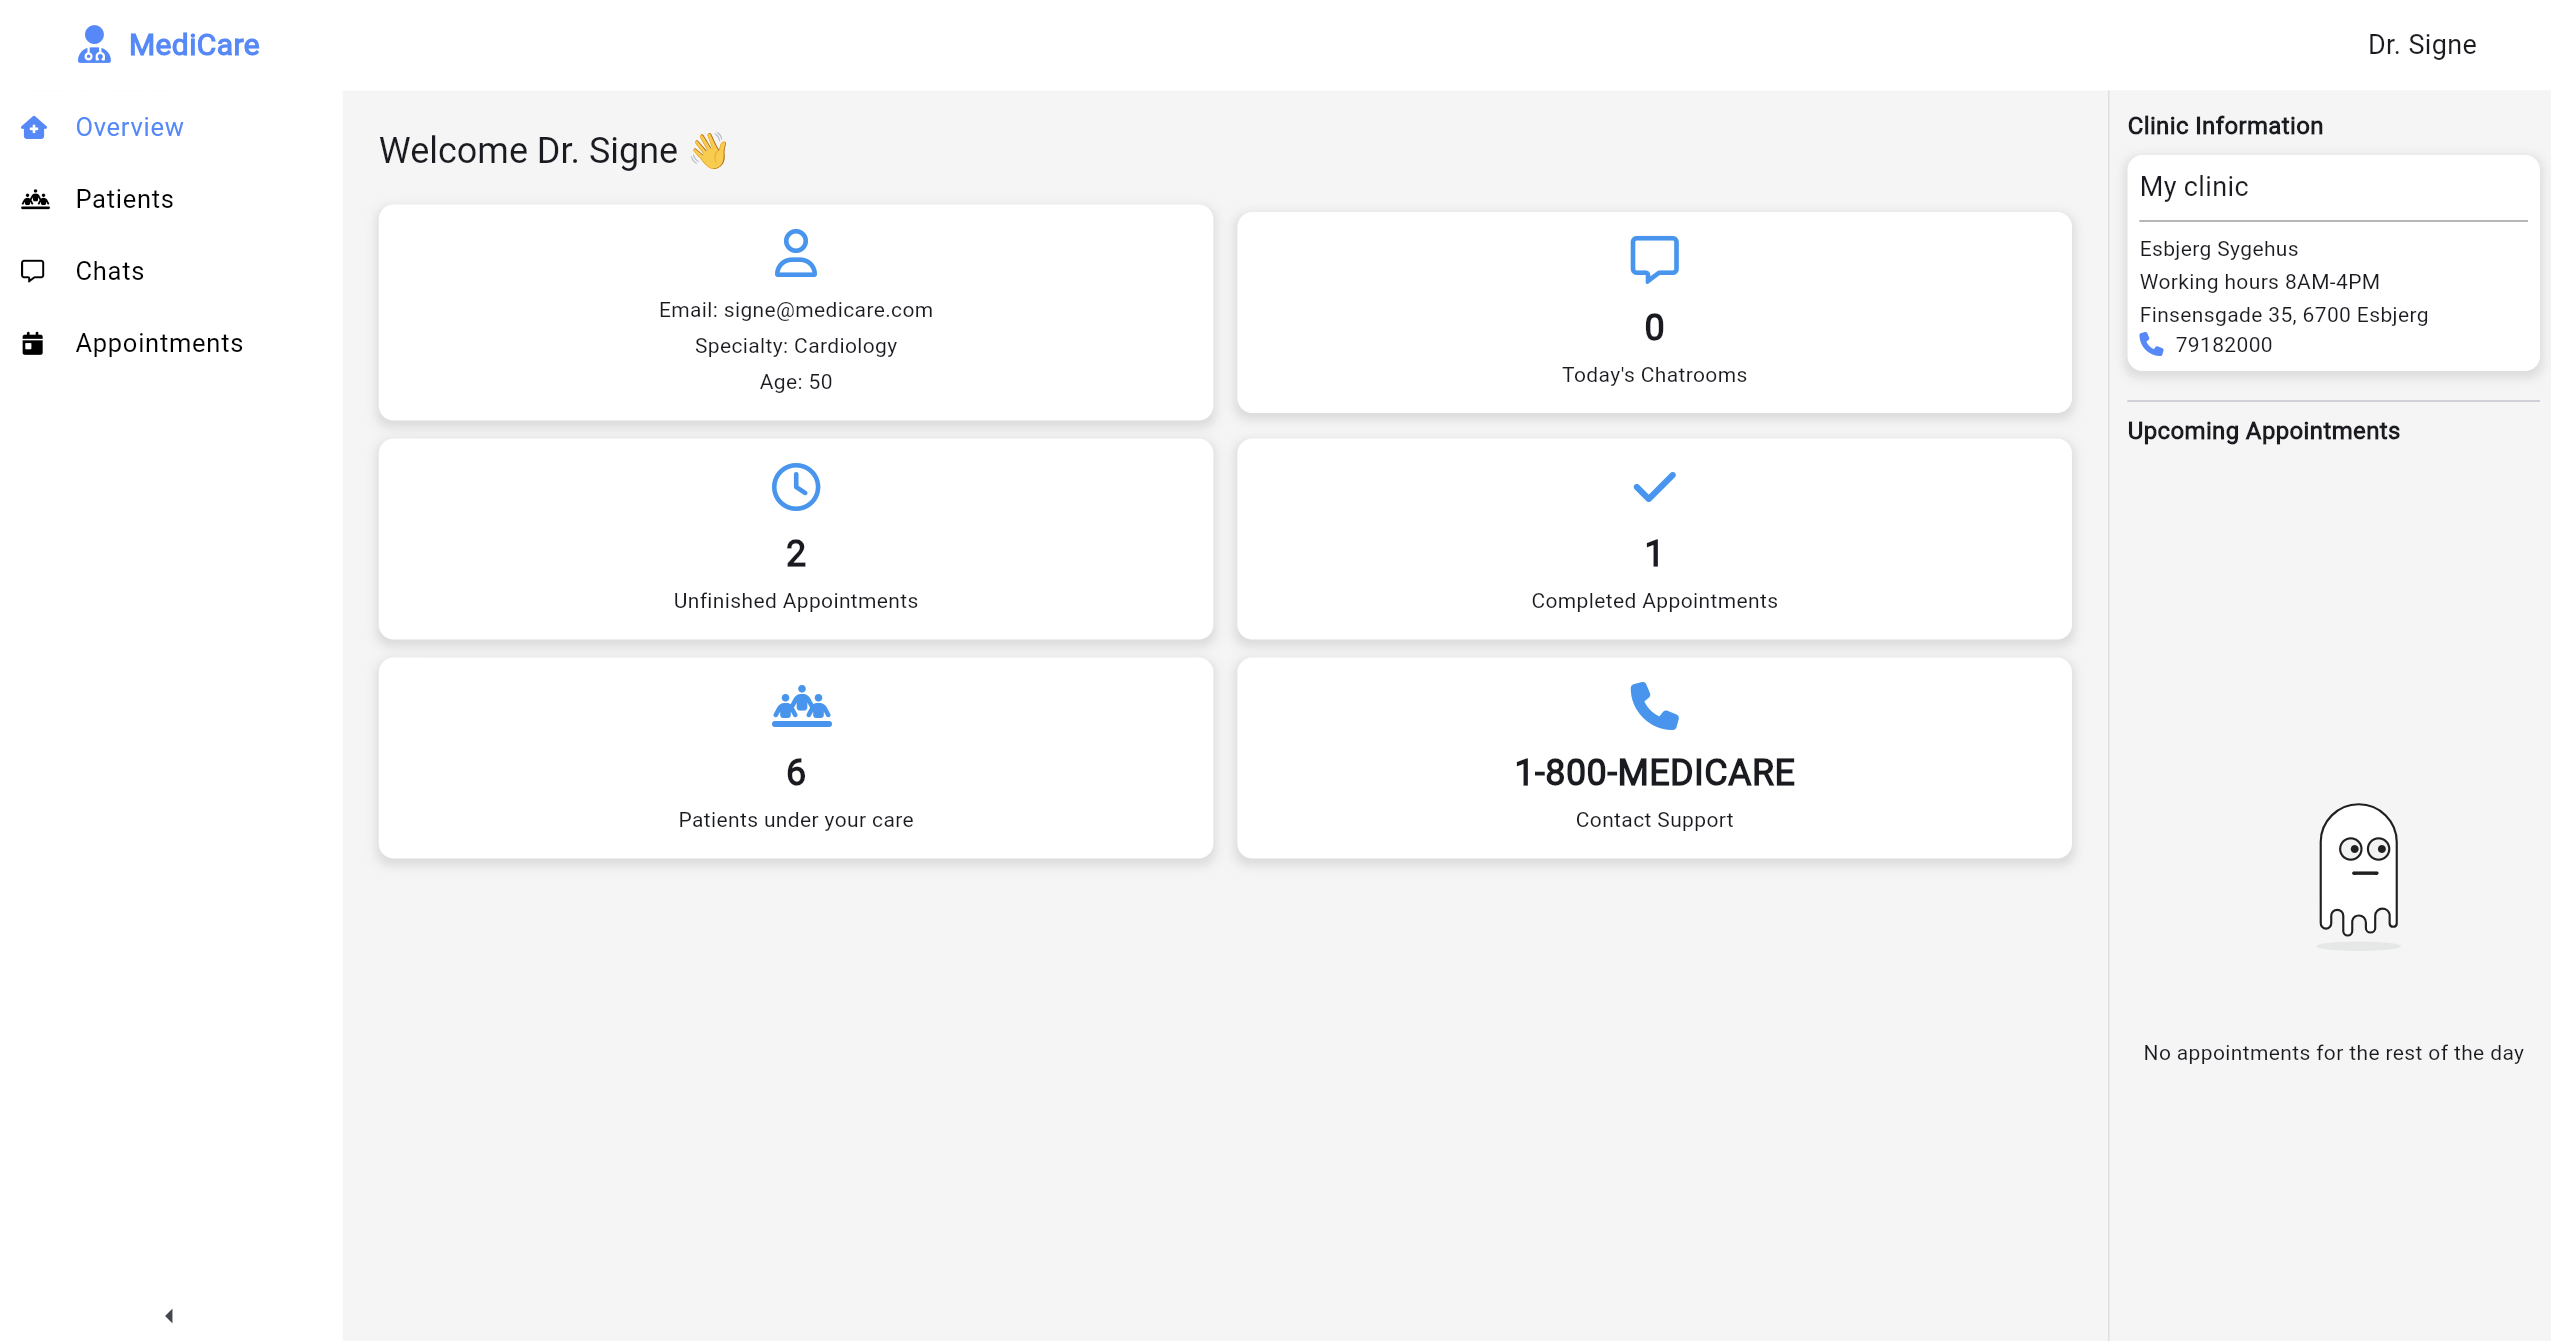 MediCare
Dr. Signe
Overview
Patients
Chats
Appointments
Welcome Dr. Signe 👋
Email: signe@medicare.com
Specialty: Cardiology
Age: 50
0
Today's Chatrooms
2
Unfinished Appointments
1
Completed Appointments
6
Patients under your care
1-800-MEDICARE
Contact Support
Clinic Information
My clinic
Esbjerg Sygehus
Working hours 8AM-4PM
Finsensgade 35, 6700 Esbjerg
79182000
Upcoming Appointments
No appointments for the rest of the day